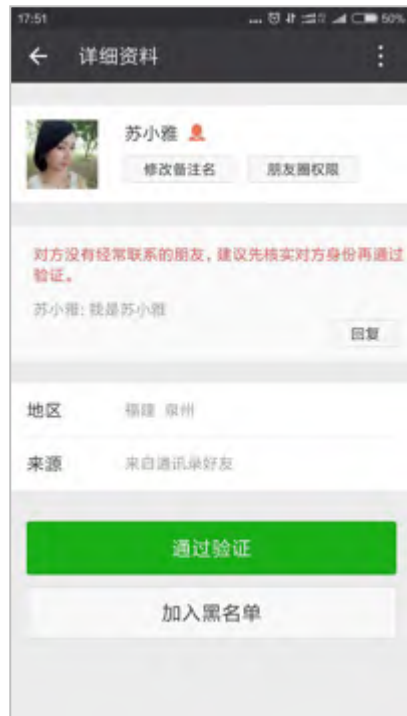 17:51
... 50%
详细资料
苏小雅
修改备注名 朋友圈权限
对方没有经常联系的朋友，建议先核实对方身份再通过
验证。
苏小雅: 我是苏小雅
回复
地区 福建 泉州
来源 来自通讯录好友
通过验证
加入黑名单